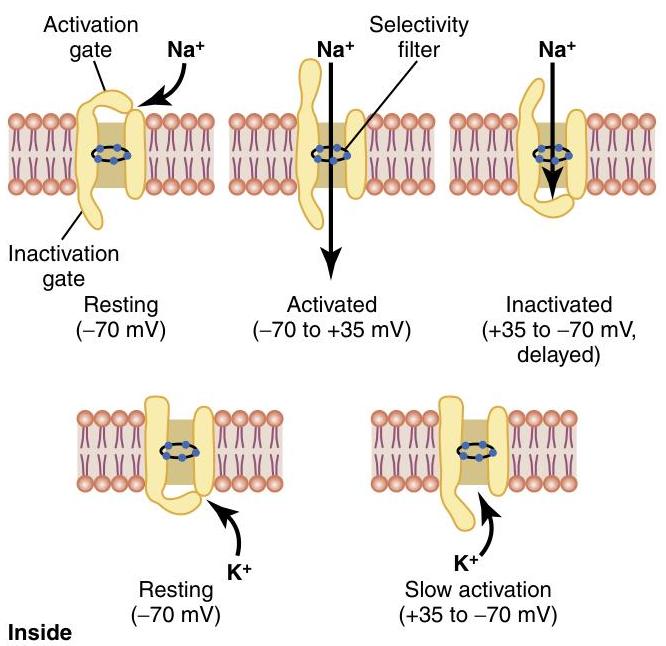 Activation
gate
Na⁺
Na⁺
Selectivity
filter
Na⁺
Inactivation
gate
Resting
(–70 mV)
Activated
(–70 to +35 mV)
Inactivated
(+35 to –70 mV,
delayed)
K⁺
Resting
(–70 mV)
K⁺
Slow activation
(+35 to –70 mV)
Inside